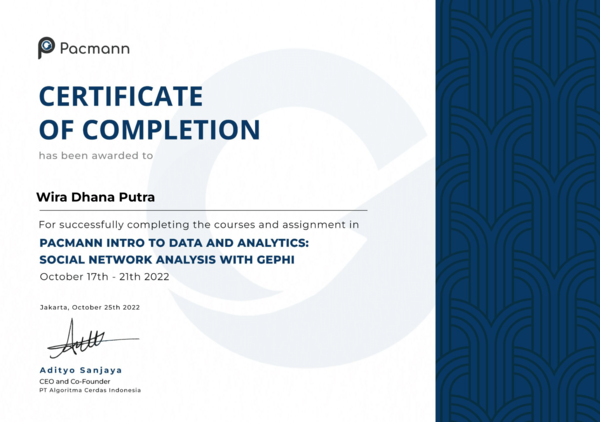 Pacmann
CERTIFICATE
OF COMPLETION
has been awarded to
Wira Dhana Putra
For successfully completing the courses and assignment in
PACMANN INTRO TO DATA AND ANALYTICS:
SOCIAL NETWORK ANALYSIS WITH GEPHI
October 17th - 21th 2022
Jakarta, October 25th 2022
Adityo Sanjaya
CEO and Co-Founder
PT Algoritma Cerdas Indonesia